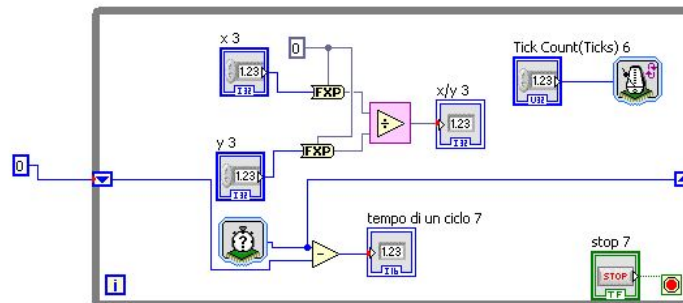 x 3
0
Tick Count(Ticks) 6
1.23
I32
FXP
x/y 3
1.23
U32
1.23
I32
y 3
FXP
1.23
I32
0
tempo di un ciclo 7
?
1.23
I16
stop 7
STOP
TF
i